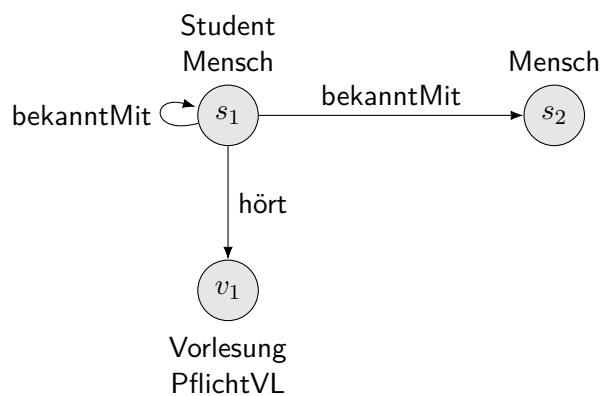 Student
Mensch
Mensch
bekanntMit
bekanntMit
s1
s2
hört
v1
Vorlesung
PflichtVL